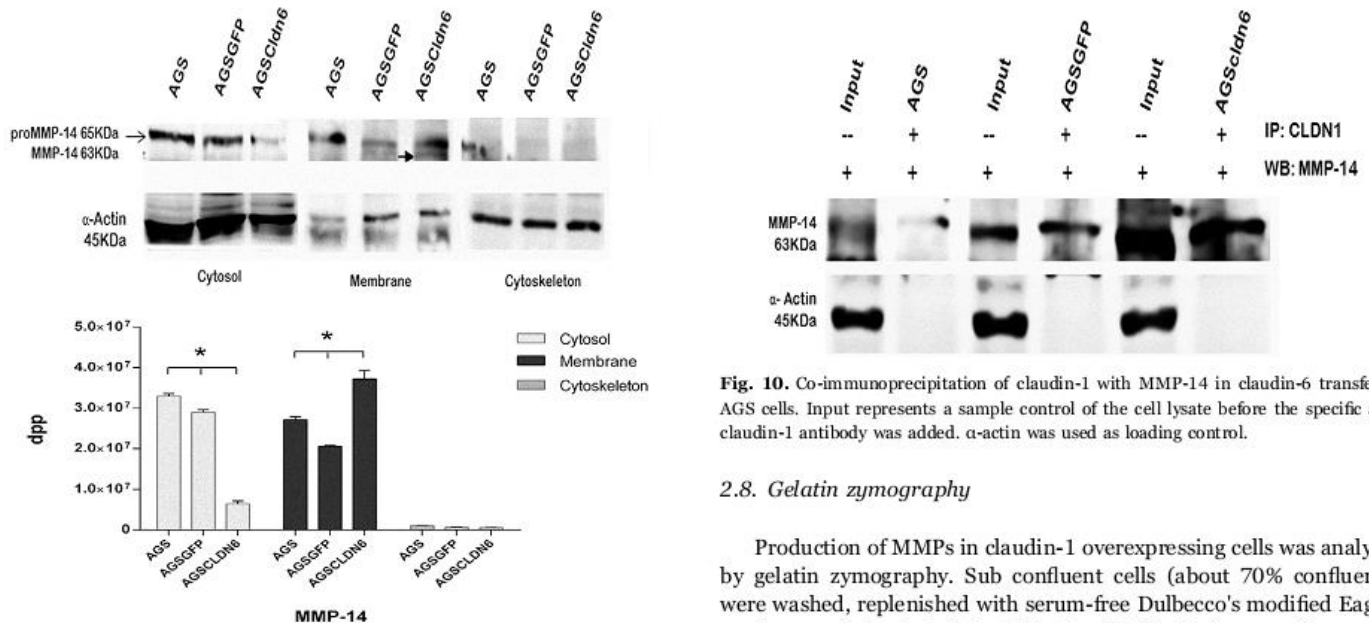 AGS
AGSGFP
AGSCldn6
AGS
AGSGFP
AGSCldn6
AGS
AGSGFP
AGSCldn6
proMMP-14 65KDa
MMP-14 63KDa
α-Actin
45KDa
Cytosol
Membrane
Cytoskeleton
5.0×10⁷
4.0×10⁷
3.0×10⁷
2.0×10⁷
1.0×10⁷
0
dpp
* *
Cytosol
Membrane
Cytoskeleton
AGS
AGSGFP
AGSCLDN6
AGS
AGSGFP
AGSCLDN6
AGS
AGSGFP
AGSCLDN6
MMP-14
Input
AGS
Input
AGSGFP
Input
AGScldn6
-- + -- + -- + IP: CLDN1
+ + + + + + WB: MMP-14
MMP-14
63KDa
α- Actin
45KDa
Fig. 10. Co-immunoprecipitation of claudin-1 with MMP-14 in claudin-6 transfe
AGS cells. Input represents a sample control of the cell lysate before the specific
claudin-1 antibody was added. α-actin was used as loading control.
2.8. Gelatin zymography
Production of MMPs in claudin-1 overexpressing cells was analy
by gelatin zymography. Sub confluent cells (about 70% confluen
were washed, replenished with serum-free Dulbecco's modified Eag